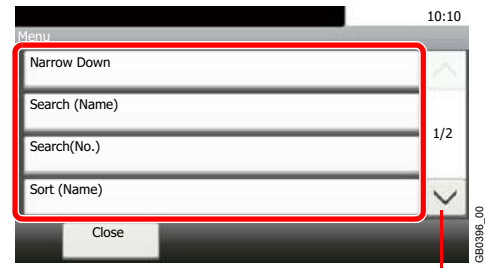 10:10
Menu
Narrow Down
Search (Name)
1/2
Search(No.)
Sort (Name)
Close
GB0396_00